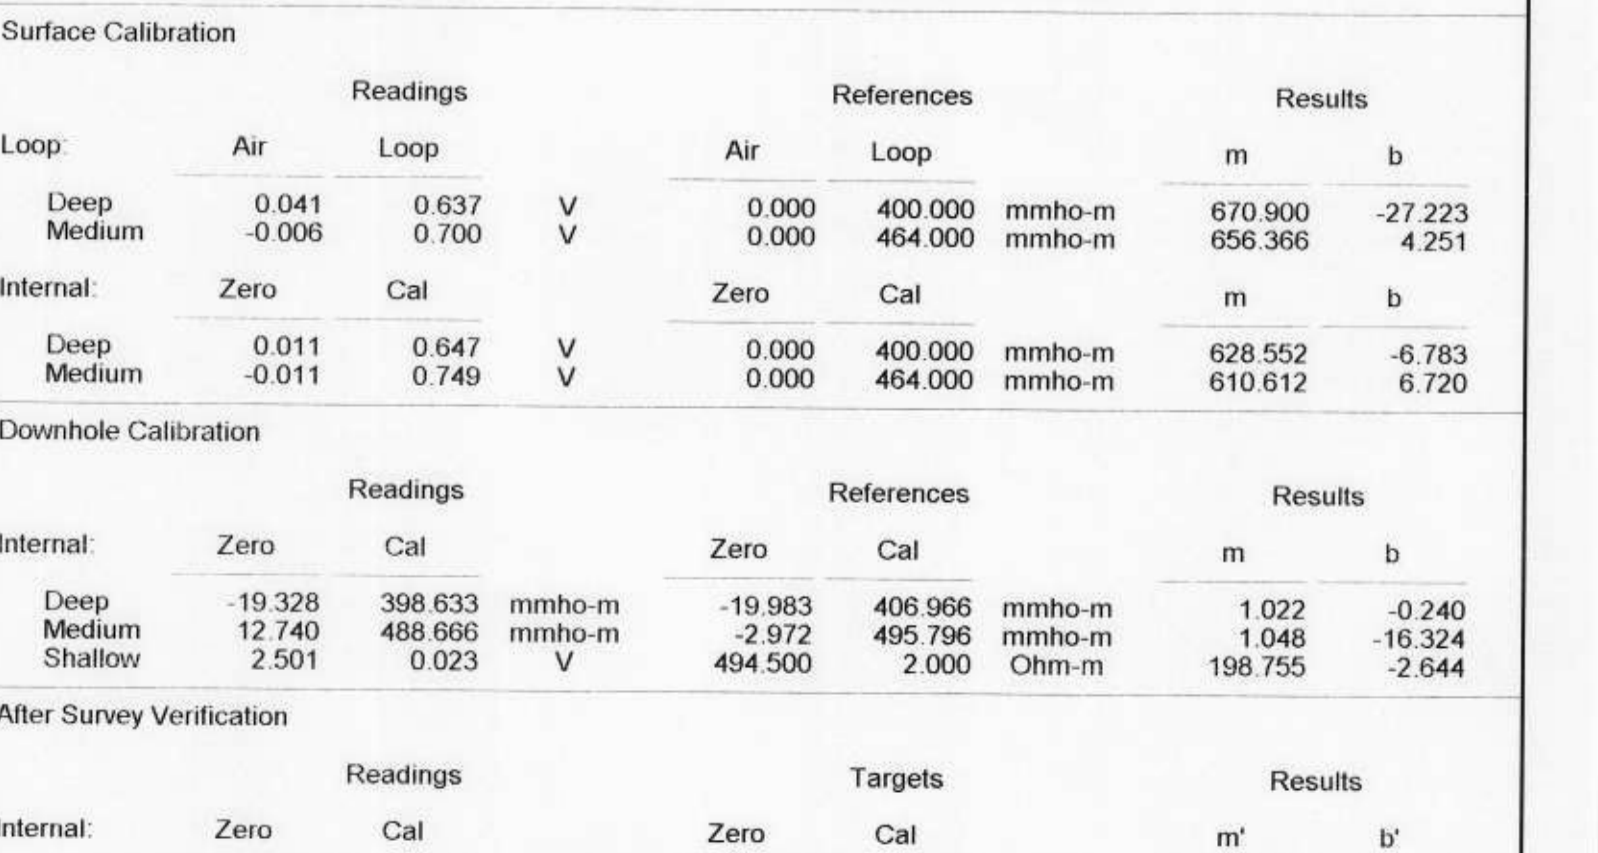 Surface Calibration
Readings References Results
Loop: Air Loop Air Loop m b
Deep 0.041 0.637 V 0.000 400.000 mmho-m 670.900 -27.223
Medium -0.006 0.700 V 0.000 464.000 mmho-m 656.366 4.251
Internal: Zero Cal Zero Cal m b
Deep 0.011 0.647 V 0.000 400.000 mmho-m 628.552 -6.783
Medium -0.011 0.749 V 0.000 464.000 mmho-m 610.612 6.720
Downhole Calibration
Readings References Results
Internal: Zero Cal Zero Cal m b
Deep -19.328 398.633 mmho-m -19.983 406.966 mmho-m 1.022 -0.240
Medium 12.740 488.666 mmho-m -2.972 495.796 mmho-m 1.048 -16.324
Shallow 2.501 0.023 V 494.500 2.000 Ohm-m 198.755 -2.644
After Survey Verification
Readings Targets Results
Internal: Zero Cal Zero Cal m' b'